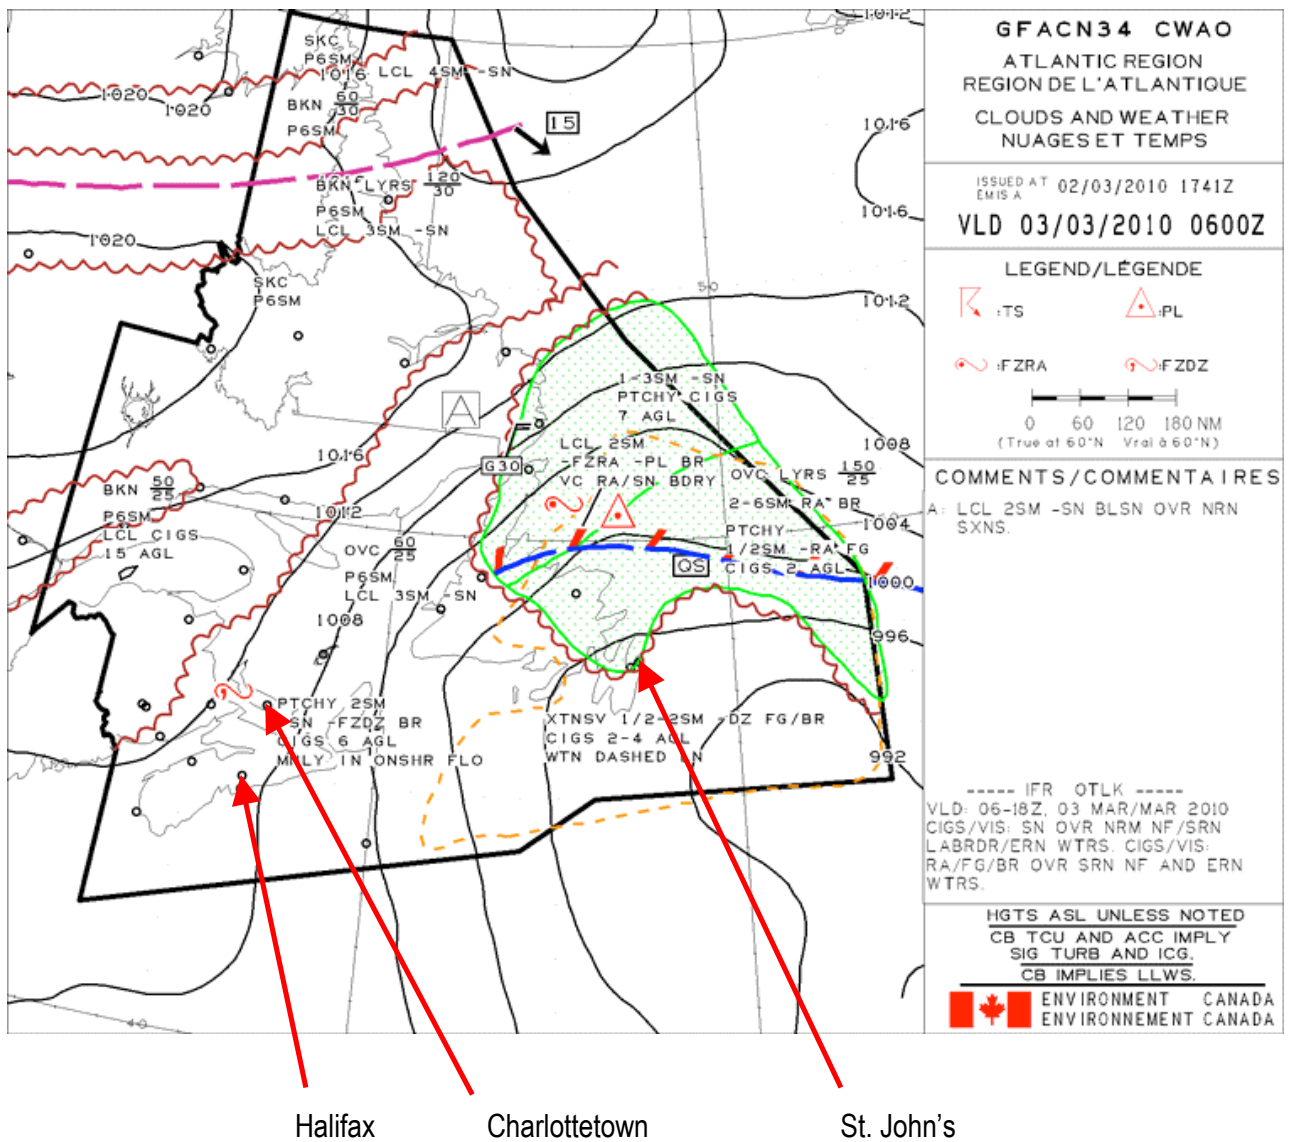 1012
GFACN34 CWAO
ATLANTIC REGION
REGION DE L'ATLANTIQUE
CLOUDS AND WEATHER
NUAGES ET TEMPS
ISSUED AT 02/03/2010 1741Z
EMIS A
VLD 03/03/2010 0600Z
LEGEND/LÉGENDE
:TS
:PL
:FZRA
:FZDZ
0 60 120 180 NM
(True at 60°N Vrai à 60°N)
COMMENTS/COMMENTAIRES
A: LCL 2SM -SN BLSN OVR NRN
SXNS.
----- IFR OTLK -----
VLD: 06-18Z, 03 MAR/MAR 2010
CIGS/VIS: SN OVR NRM NF/SRN
LABRDR/ERN WTRS. CIGS/VIS:
RA/FG/BR OVR SRN NF AND ERN
WTRS.
HGTS ASL UNLESS NOTED
CB TCU AND ACC IMPLY
SIG TURB AND ICG.
CB IMPLIES LLWS.
ENVIRONMENT CANADA
ENVIRONNEMENT CANADA
SKC
P6SM
1016
LCL 4SM -SN
1020
1020
BKN 60
30
P6SM
15
1016
BKN LYRS 120
30
P6SM
LCL 3SM -SN
1016
1020
SKC
P6SM
50
1012
1-3SM -SN
PTCHY CIGS
7 AGL
A
1008
LCL 2SM
-FZRA -PL BR
VC RA/SN BDRY
G30
1016
OVC LYRS 150
25
2-6SM RA BR
BKN 50
25
P6SM
LCL CIGS
15 AGL
1012
1004
PTCHY
1/2SM -RA FG
CIGS 2 AGL
OVC 60
25
P6SM
LCL 3SM -SN
QS
1000
1008
996
PTCHY 2SM
-SN -FZDZ BR
CIGS 6 AGL
MNLY IN ONSHR FLO
XTNSV 1/2-2SM -DZ FG/BR
CIGS 2-4 AGL
WTN DASHED LN
992
40
Halifax
Charlottetown
St. John's